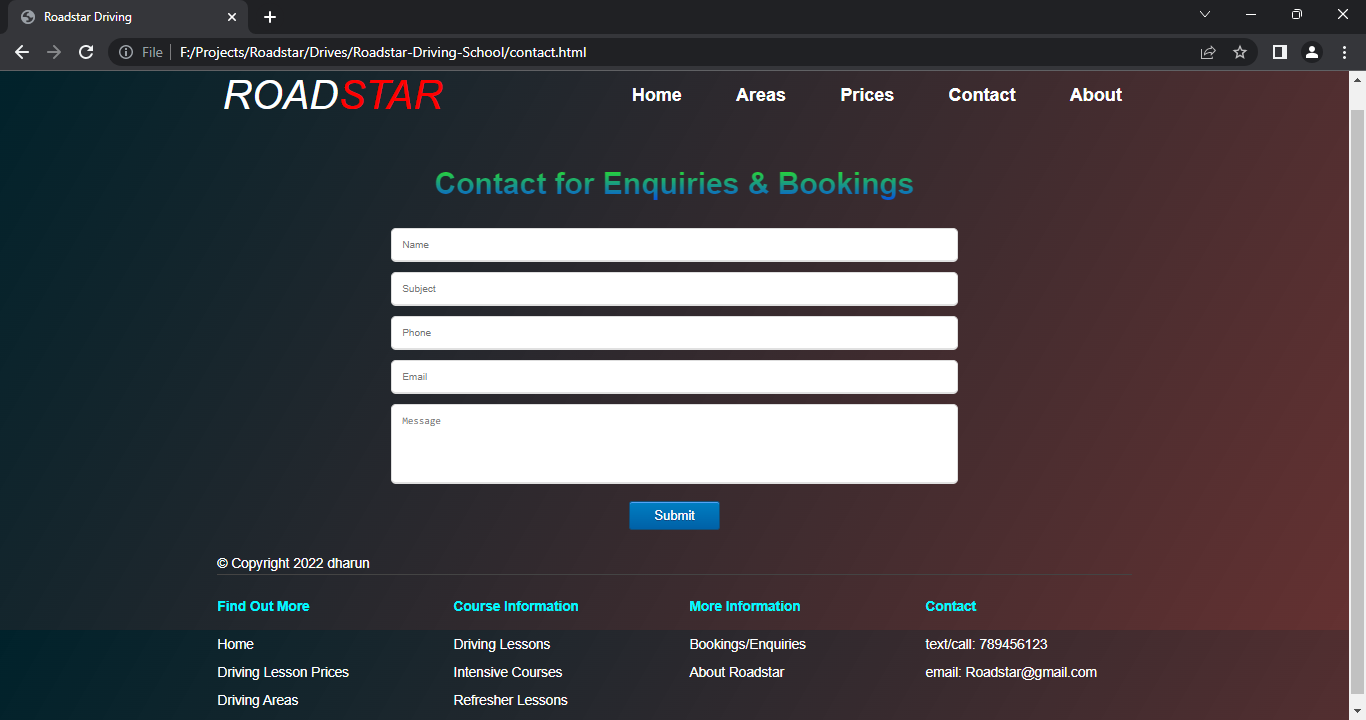 Roadstar Driving
File F:/Projects/Roadstar/Drives/Roadstar-Driving-School/contact.html
ROADSTAR Home Areas Prices Contact About
Contact for Enquiries & Bookings
Name
Subject
Phone
Email
Message
Submit
© Copyright 2022 dharun
Find Out More Course Information More Information Contact
Home Driving Lessons Bookings/Enquiries text/call: 789456123
Driving Lesson Prices Intensive Courses About Roadstar email: Roadstar@gmail.com
Driving Areas Refresher Lessons